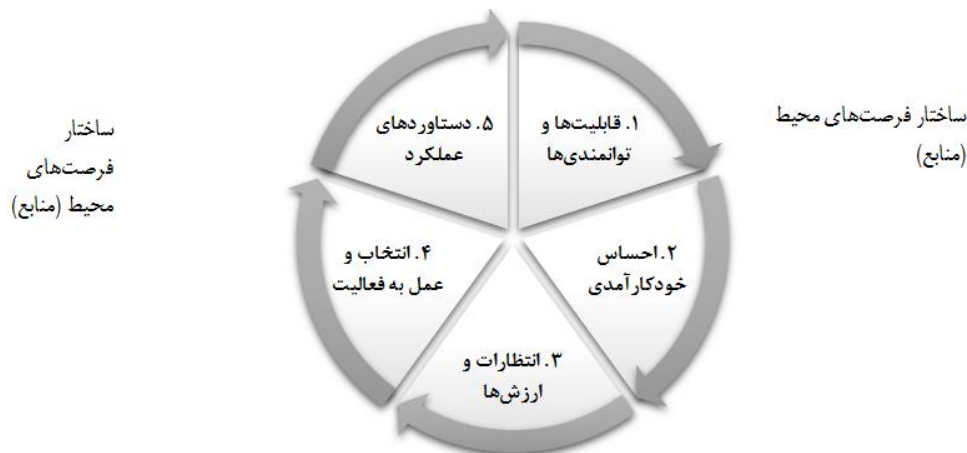 ساختار فرصت‌های محیط
(منابع)
۱. قابلیت‌ها و
توانمندی‌ها
۲. احساس
خودکارآمدی
۳. انتظارات و
ارزش‌ها
۴. انتخاب و
عمل به فعالیت
۵. دستاوردهای
عملکرد
ساختار
فرصت‌های
محیط (منابع)